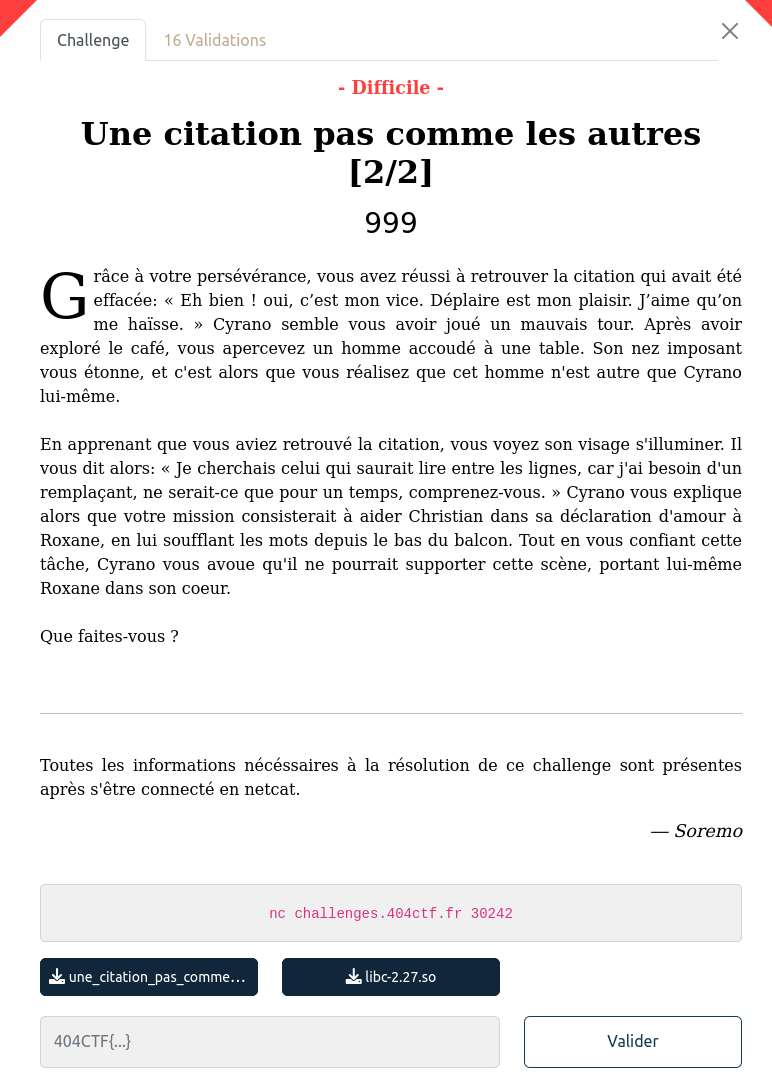 Challenge
16 Validations
- Difficile -
Une citation pas comme les autres
[2/2]
999
Grâce à votre persévérance, vous avez réussi à retrouver la citation qui avait été
effacée: « Eh bien ! oui, c’est mon vice. Déplaire est mon plaisir. J’aime qu’on
me haïsse. » Cyrano semble vous avoir joué un mauvais tour. Après avoir
exploré le café, vous apercevez un homme accoudé à une table. Son nez imposant
vous étonne, et c'est alors que vous réalisez que cet homme n'est autre que Cyrano
lui-même.
En apprenant que vous aviez retrouvé la citation, vous voyez son visage s'illuminer. Il
vous dit alors: « Je cherchais celui qui saurait lire entre les lignes, car j'ai besoin d'un
remplaçant, ne serait-ce que pour un temps, comprenez-vous. » Cyrano vous explique
alors que votre mission consisterait à aider Christian dans sa déclaration d'amour à
Roxane, en lui soufflant les mots depuis le bas du balcon. Tout en vous confiant cette
tâche, Cyrano vous avoue qu'il ne pourrait supporter cette scène, portant lui-même
Roxane dans son coeur.
Que faites-vous ?
Toutes les informations nécéssaires à la résolution de ce challenge sont présentes
après s'être connecté en netcat.
— Soremo
nc challenges.404ctf.fr 30242
une_citation_pas_comme…
libc-2.27.so
404CTF{...}
Valider